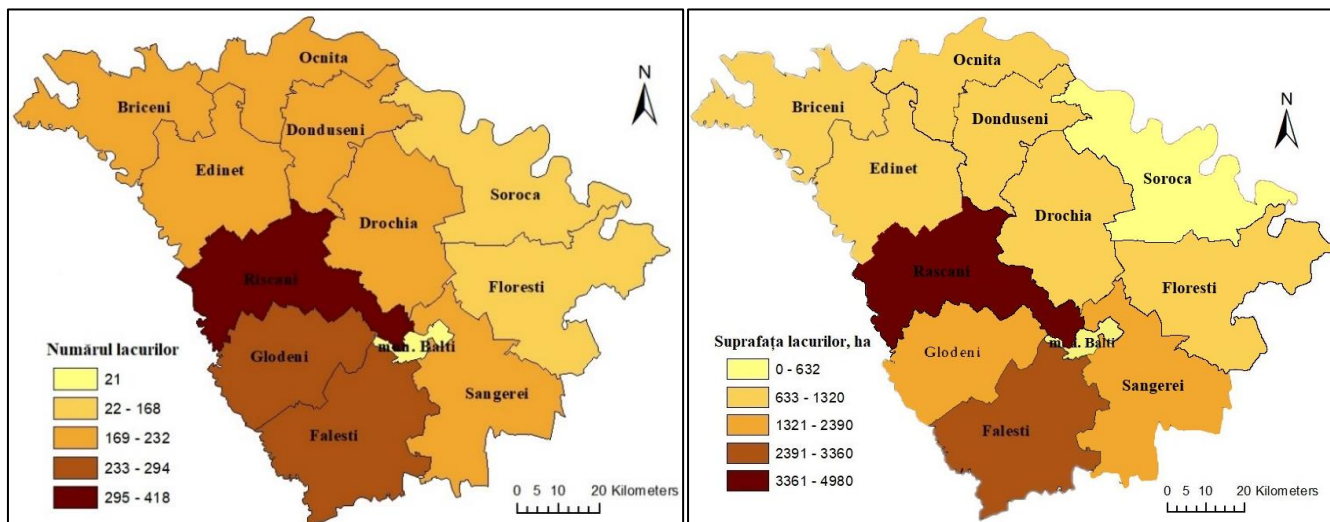 Ocnita
N
Briceni
Donduseni
Edinet
Soroca
Drochia
Riscani
Floresti
Numărul lacurilor
Glodeni
mun. Balti
21
22 - 168
Sangerei
169 - 232
Falesti
233 - 294
295 - 418
0 5 10 20 Kilometers
Ocnita
Briceni
N
Donduseni
Edinet
Soroca
Drochia
Rascani
Floresti
Suprafața lacurilor, ha
Glodeni
mun. Balti
0 - 632
633 - 1320
Sangerei
1321 - 2390
Falesti
2391 - 3360
3361 - 4980
0 5 10 20 Kilometers